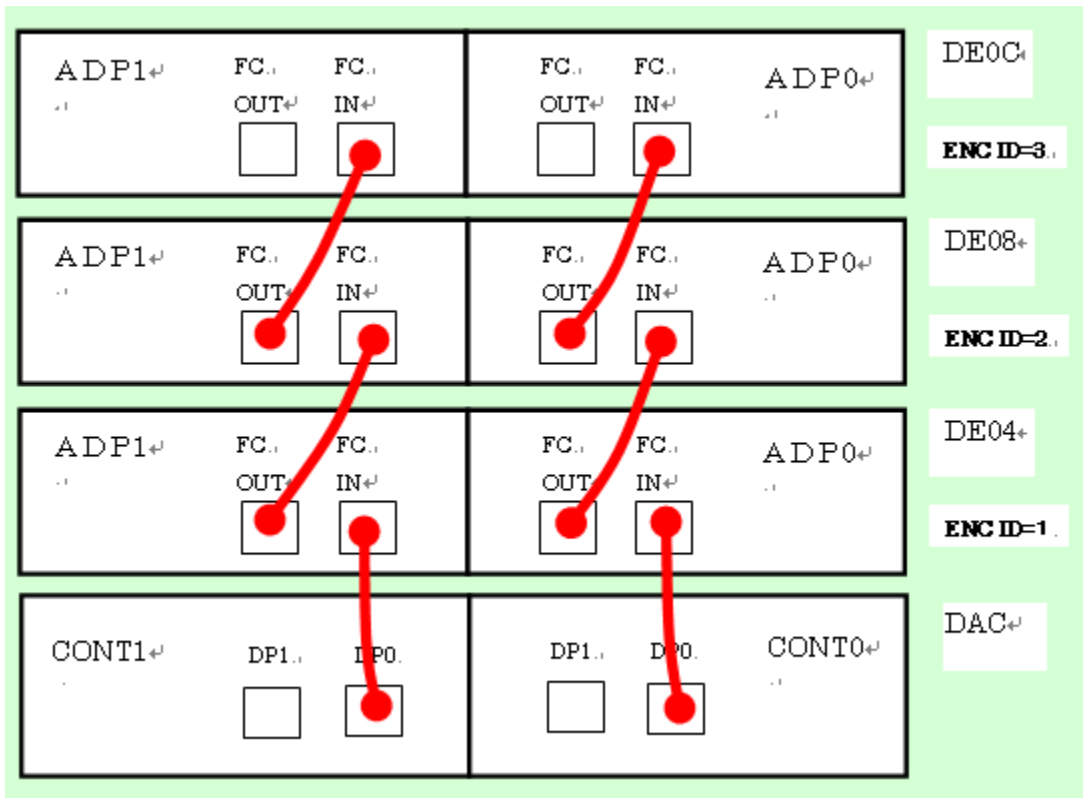 ADP1 FC. FC. FC. FC. ADP0 DE0C
OUT IN OUT IN
ENC ID=3
ADP1 FC. FC. FC. FC. ADP0 DE08
OUT IN OUT IN
ENC ID=2
ADP1 FC. FC. FC. FC. ADP0 DE04
OUT IN OUT IN
ENC ID=1
CONT1 DP1 DP0 DP1 DP0 CONT0 DAC